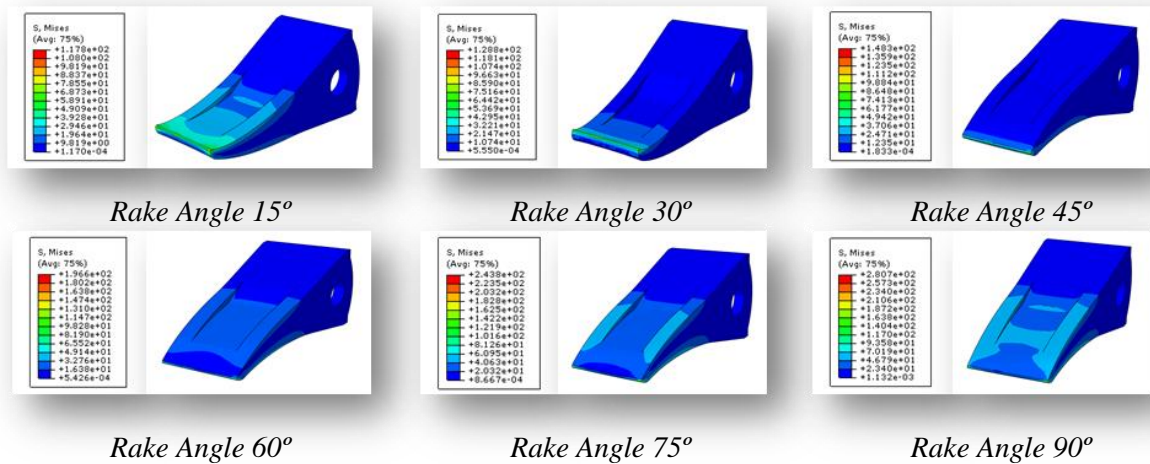 S, Mises
(Avg: 75%)
+1.178e+02
+1.080e+02
+9.819e+01
+8.837e+01
+7.855e+01
+6.873e+01
+5.891e+01
+4.909e+01
+3.928e+01
+2.946e+01
+1.964e+01
+9.819e+00
+1.170e-04
S, Mises
(Avg: 75%)
+1.288e+02
+1.181e+02
+1.074e+02
+9.663e+01
+8.590e+01
+7.516e+01
+6.442e+01
+5.369e+01
+4.295e+01
+3.221e+01
+2.147e+01
+1.074e+01
+5.550e-04
S, Mises
(Avg: 75%)
+1.483e+02
+1.359e+02
+1.235e+02
+1.112e+02
+9.884e+01
+8.648e+01
+7.413e+01
+6.177e+01
+4.942e+01
+3.706e+01
+2.471e+01
+1.235e+01
+1.833e-04
Rake Angle 15º
Rake Angle 30º
Rake Angle 45º
S, Mises
(Avg: 75%)
+1.966e+02
+1.802e+02
+1.638e+02
+1.474e+02
+1.310e+02
+1.147e+02
+9.828e+01
+8.190e+01
+6.552e+01
+4.914e+01
+3.276e+01
+1.638e+01
+5.426e-04
S, Mises
(Avg: 75%)
+2.438e+02
+2.235e+02
+2.032e+02
+1.828e+02
+1.625e+02
+1.422e+02
+1.219e+02
+1.016e+02
+8.126e+01
+6.095e+01
+4.063e+01
+2.032e+01
+8.667e-04
S, Mises
(Avg: 75%)
+2.807e+02
+2.573e+02
+2.340e+02
+2.106e+02
+1.872e+02
+1.638e+02
+1.404e+02
+1.170e+02
+9.358e+01
+7.019e+01
+4.679e+01
+2.340e+01
+1.132e-03
Rake Angle 60º
Rake Angle 75º
Rake Angle 90º